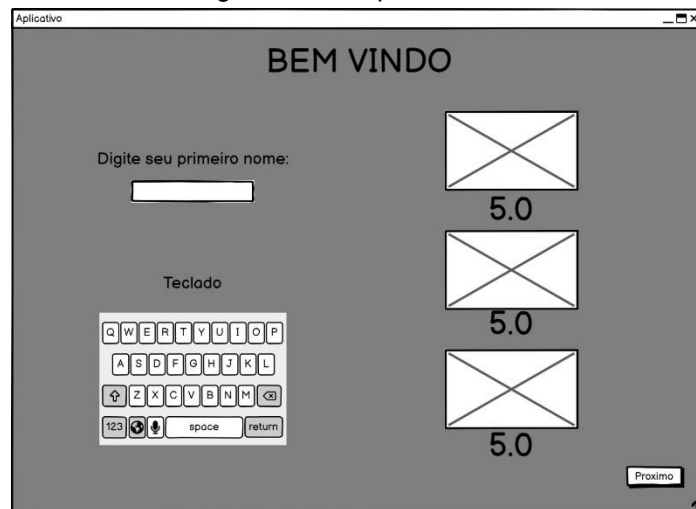 Aplicativo
BEM VINDO
Digite seu primeiro nome:
Teclado
Q W E R T Y U I O P
A S D F G H J K L
Z X C V B N M
123 space return
5.0
5.0
5.0
Proximo